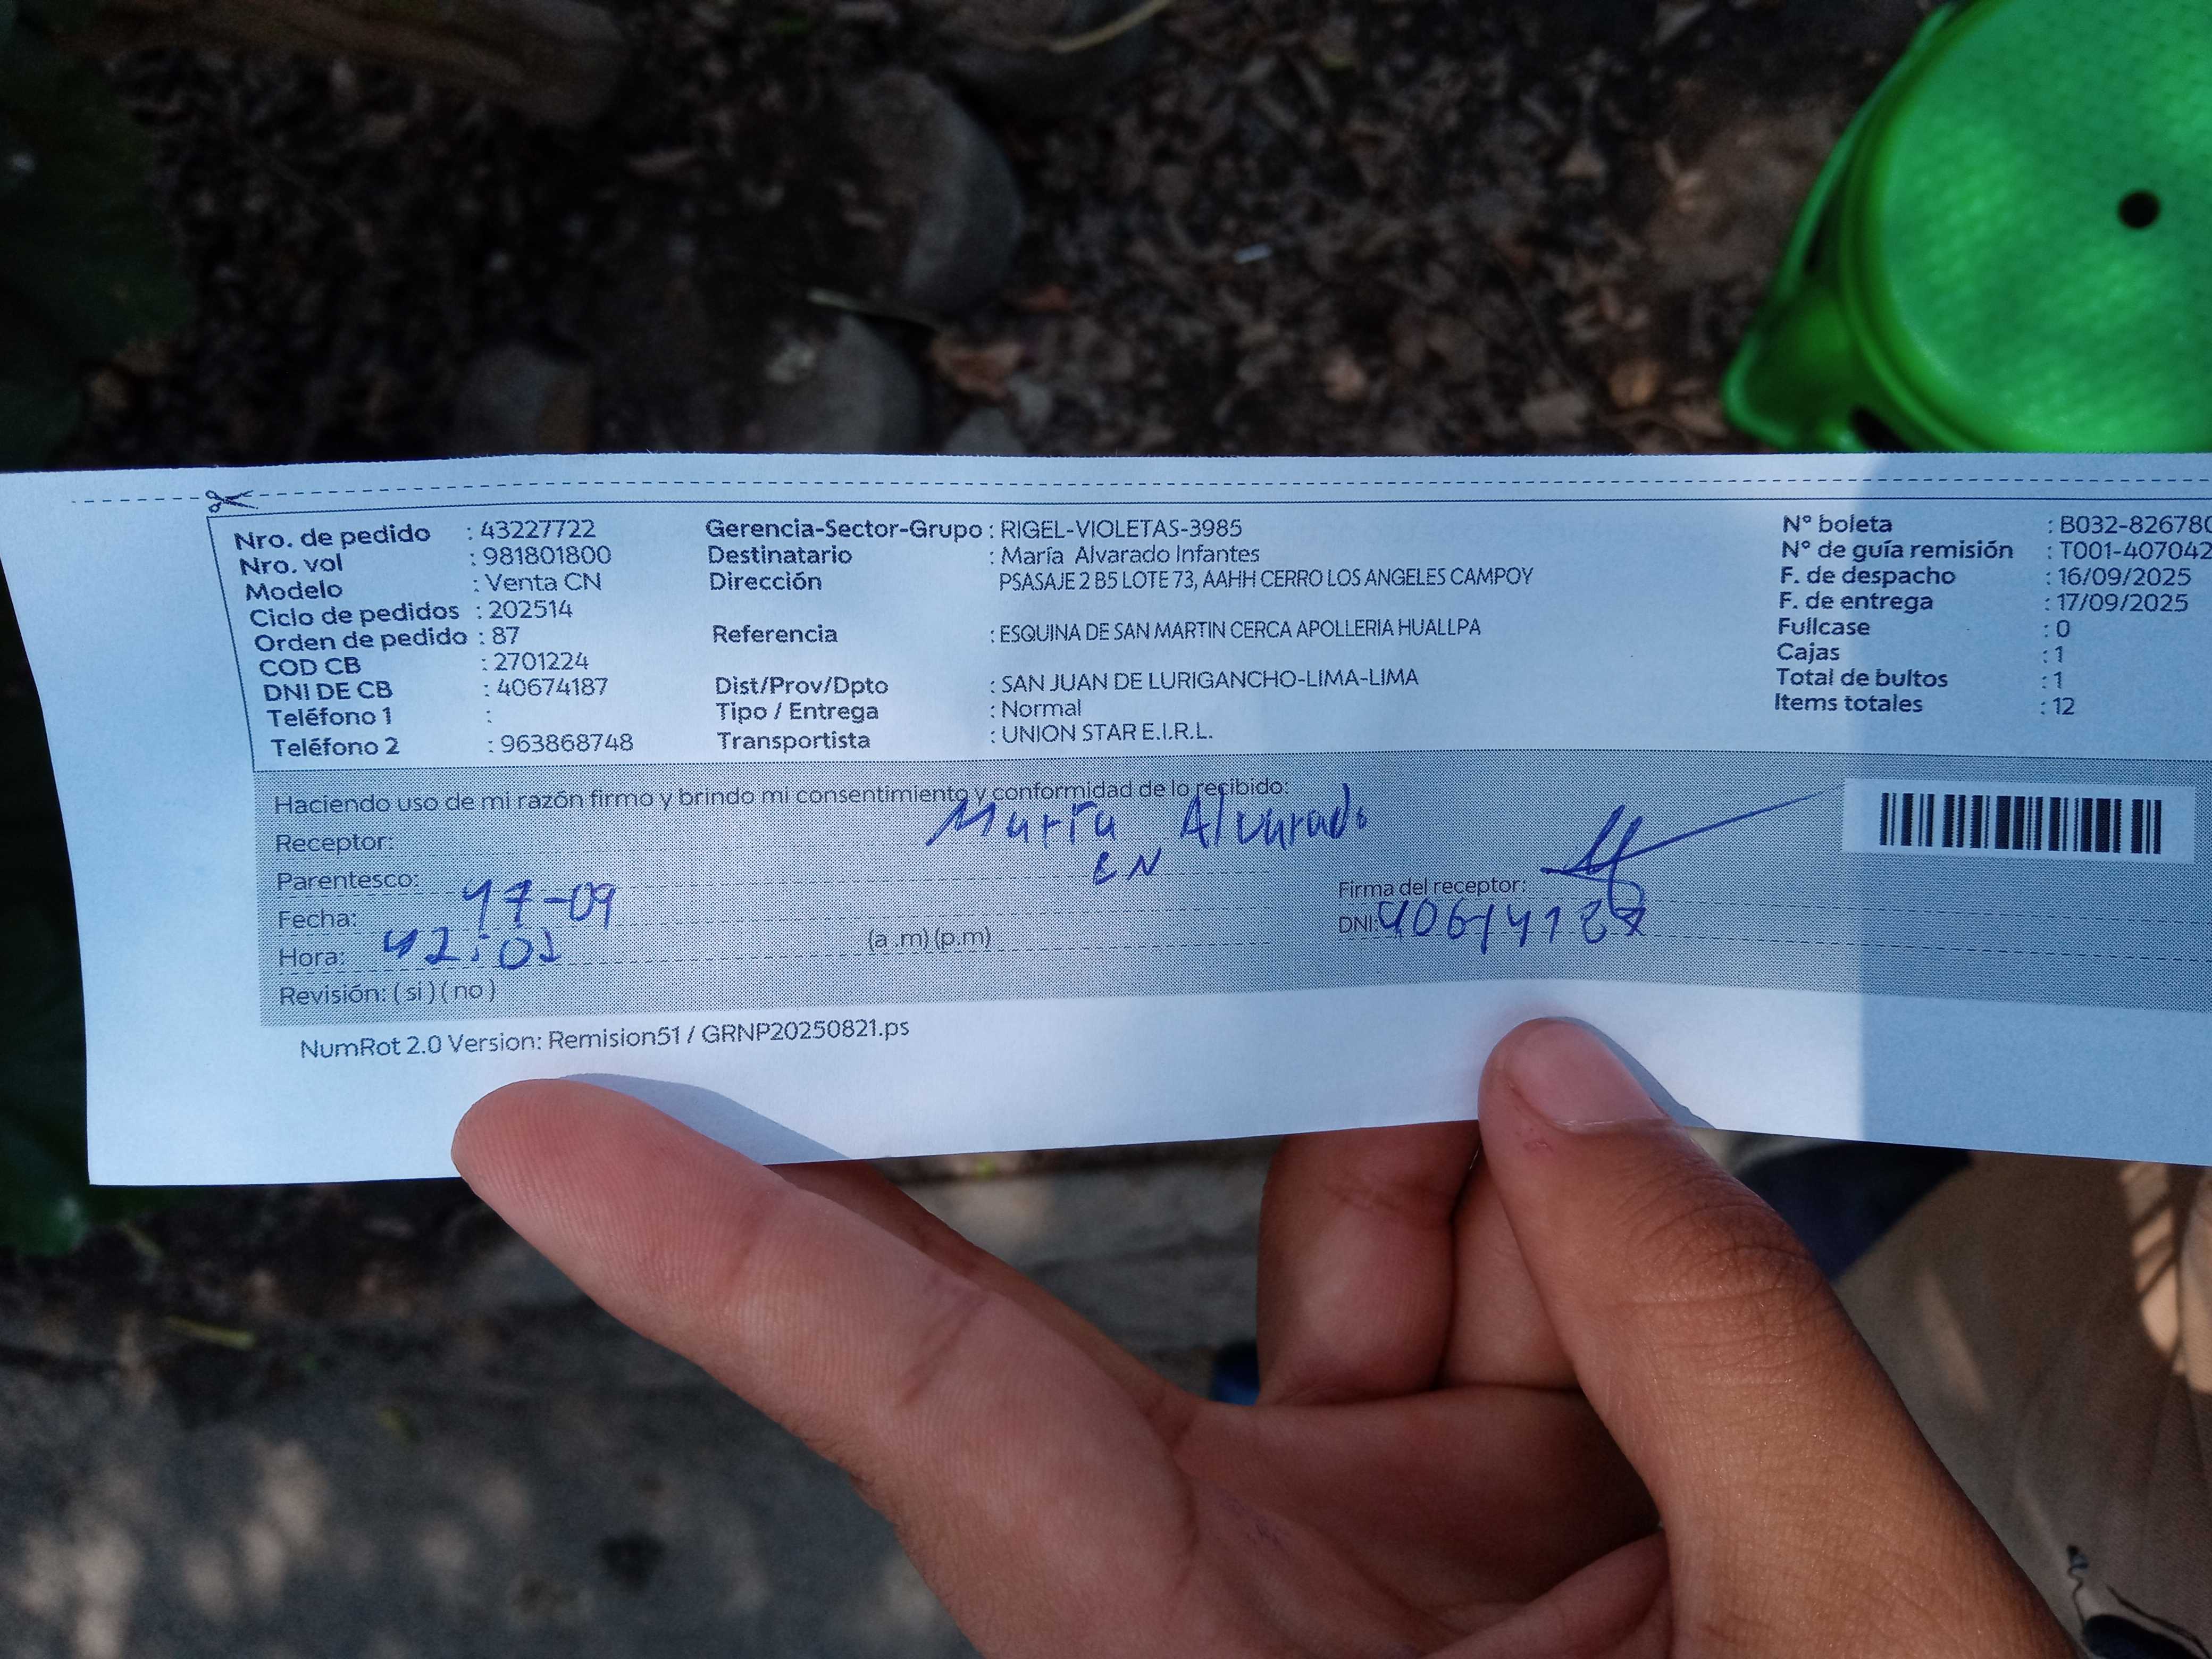 Nro. de pedido : 43227722
Nro. vol : 981801800
Modelo : Venta CN
Ciclo de pedidos : 202514
Orden de pedido : 87
COD CB : 2701224
DNI DE CB : 40674187
Teléfono 1 :
Teléfono 2 : 963868748
Gerencia-Sector-Grupo : RIGEL-VIOLETAS-3985
Destinatario : María Alvarado Infantes
Dirección PSASAJE 2 B5 LOTE 73, AAHH CERRO LOS ANGELES CAMPOY
Referencia : ESQUINA DE SAN MARTIN CERCA APOLLERIA HUALLPA
Dist/Prov/Dpto : SAN JUAN DE LURIGANCHO-LIMA-LIMA
Tipo / Entrega : Normal
Transportista : UNION STAR E.I.R.L.
N° boleta : B032-826780
N° de guía remisión : T001-407042
F. de despacho : 16/09/2025
F. de entrega : 17/09/2025
Fullcase : 0
Cajas : 1
Total de bultos : 1
Items totales : 12
Haciendo uso de mi razón firmo y brindo mi consentimiento y conformidad de lo recibido:
Receptor: María Alvarado
Parentesco: CN
Fecha: 17-09
Hora: 12:01 (a .m) (p.m)
Revisión: ( si ) ( no )
Firma del receptor:
DNI: 40674187
NumRot 2.0 Version: Remision51 / GRNP20250821.ps